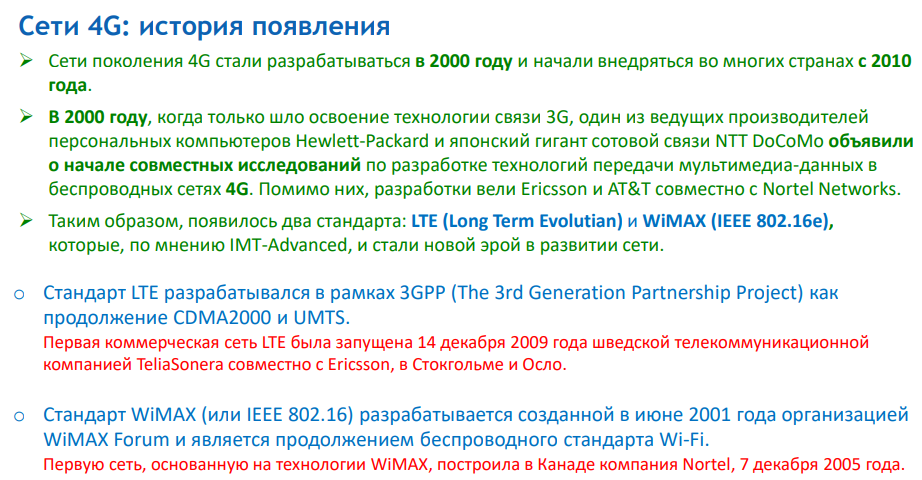 Сети 4G: история появления
Сети поколения 4G стали разрабатываться в 2000 году и начали внедряться во многих странах с 2010
года.
В 2000 году, когда только шло освоение технологии связи 3G, один из ведущих производителей
персональных компьютеров Hewlett-Packard и японский гигант сотовой связи NTT DoCoMo объявили
о начале совместных исследований по разработке технологий передачи мультимедиа-данных в
беспроводных сетях 4G. Помимо них, разработки вели Ericsson и AT&T совместно с Nortel Networks.
Таким образом, появилось два стандарта: LTE (Long Term Evolutian) и WiMAX (IEEE 802.16e),
которые, по мнению IMT-Advanced, и стали новой эрой в развитии сети.
Стандарт LTE разрабатывался в рамках 3GPP (The 3rd Generation Partnership Project) как
продолжение CDMA2000 и UMTS.
Первая коммерческая сеть LTE была запущена 14 декабря 2009 года шведской телекоммуникационной
компанией TeliaSonera совместно с Ericsson, в Стокгольме и Осло.
Стандарт WiMAX (или IEEE 802.16) разрабатывается созданной в июне 2001 года организацией
WiMAX Forum и является продолжением беспроводного стандарта Wi-Fi.
Первую сеть, основанную на технологии WiMAX, построила в Канаде компания Nortel, 7 декабря 2005 года.